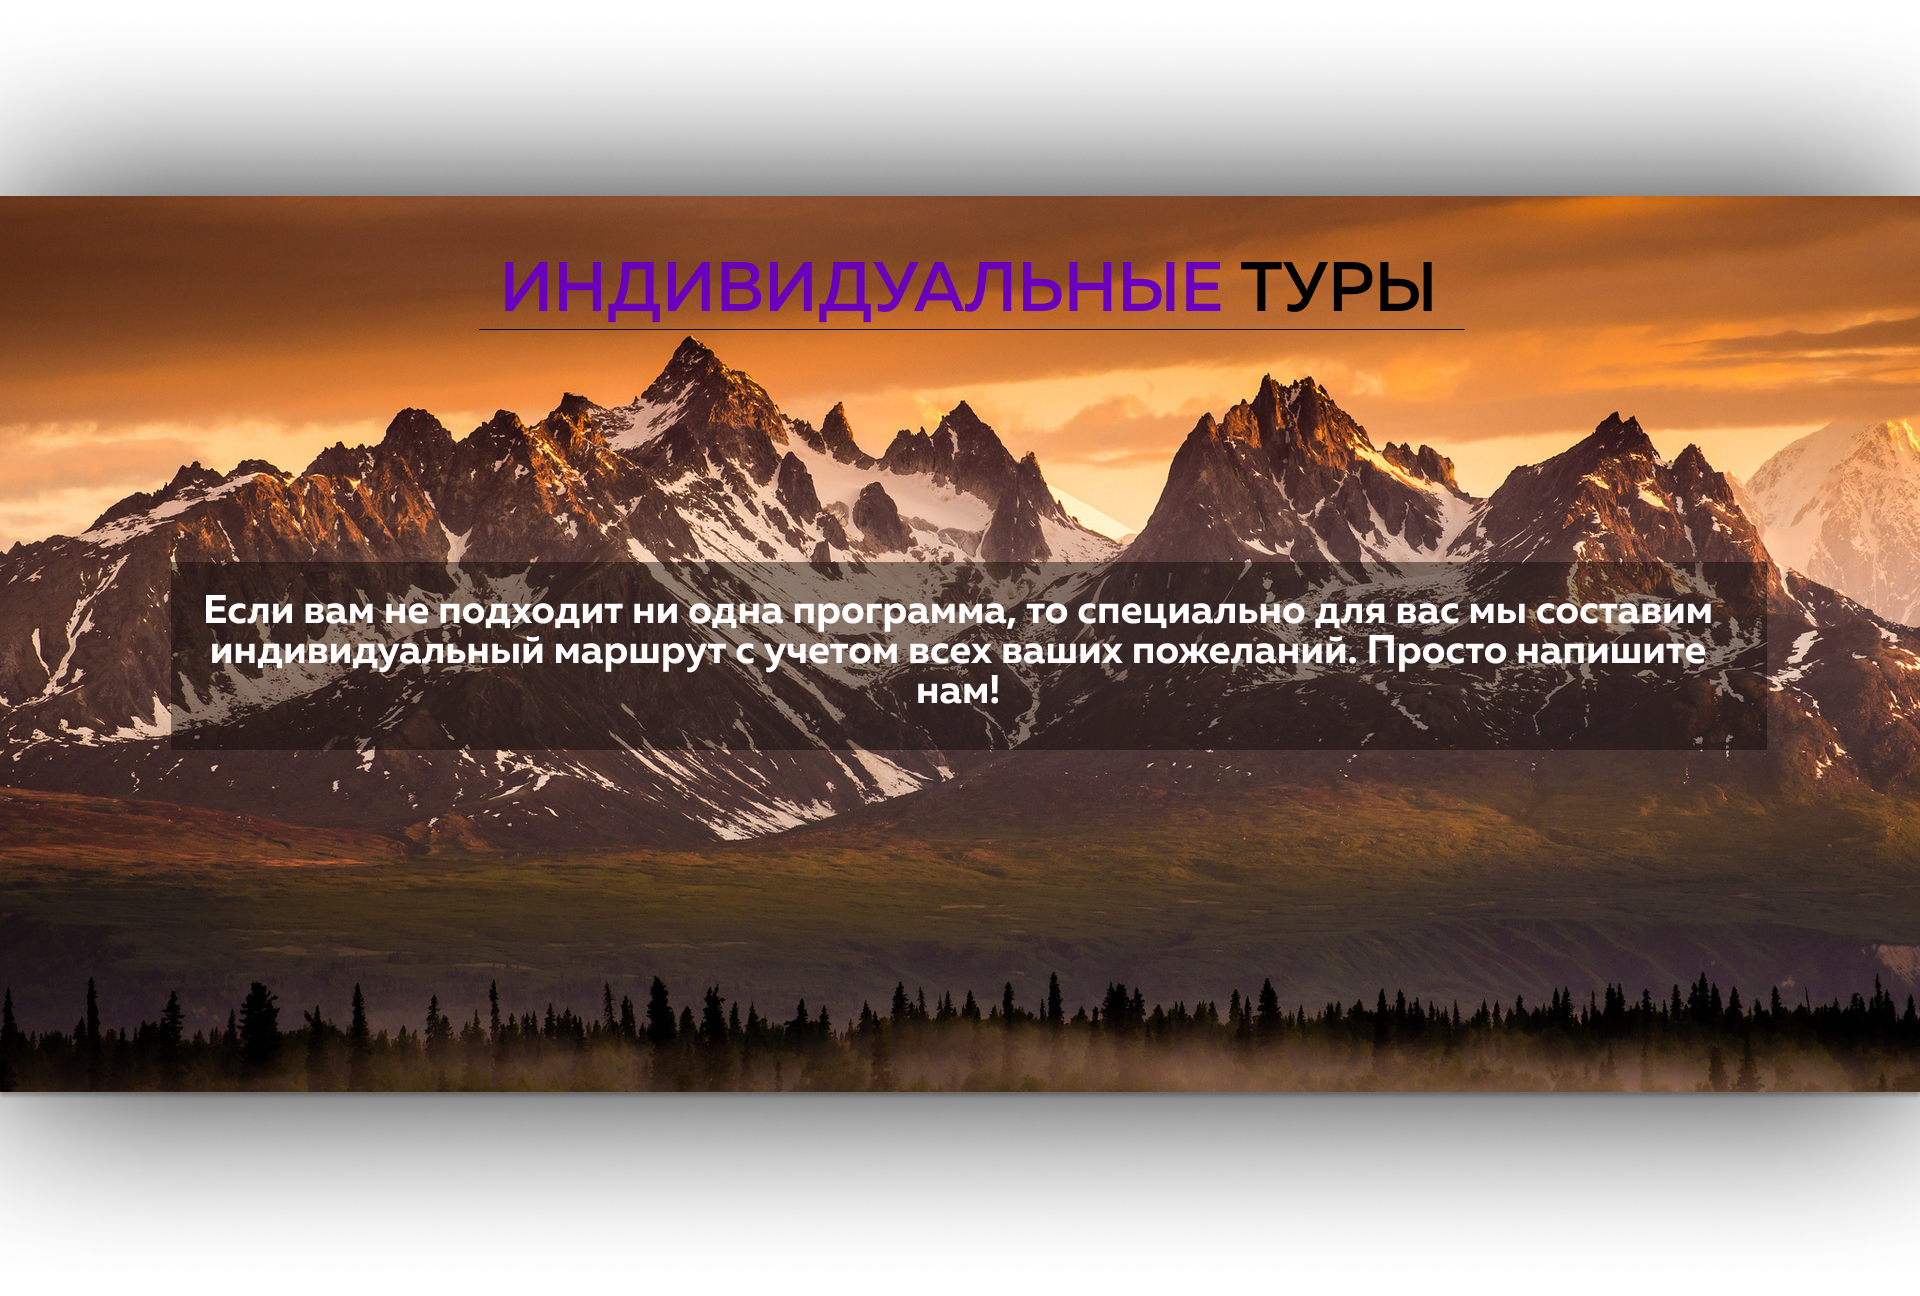 ИНДИВИДУАЛЬНЫЕ ТУРЫ
Если вам не подходит ни одна программа, то специально для вас мы составим
индивидуальный маршрут с учетом всех ваших пожеланий. Просто напишите
нам!